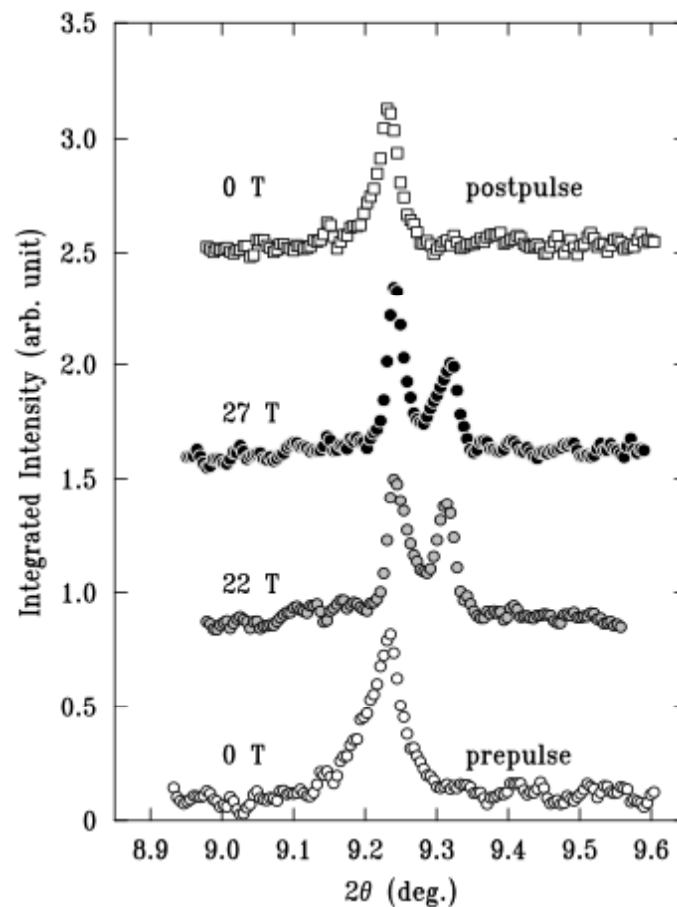 3.5
3.0
2.5
2.0
1.5
1.0
0.5
0
Integrated Intensity (arb. unit)
0 T postpulse
27 T
22 T
0 T prepulse
8.9 9.0 9.1 9.2 9.3 9.4 9.5 9.6
2θ (deg.)